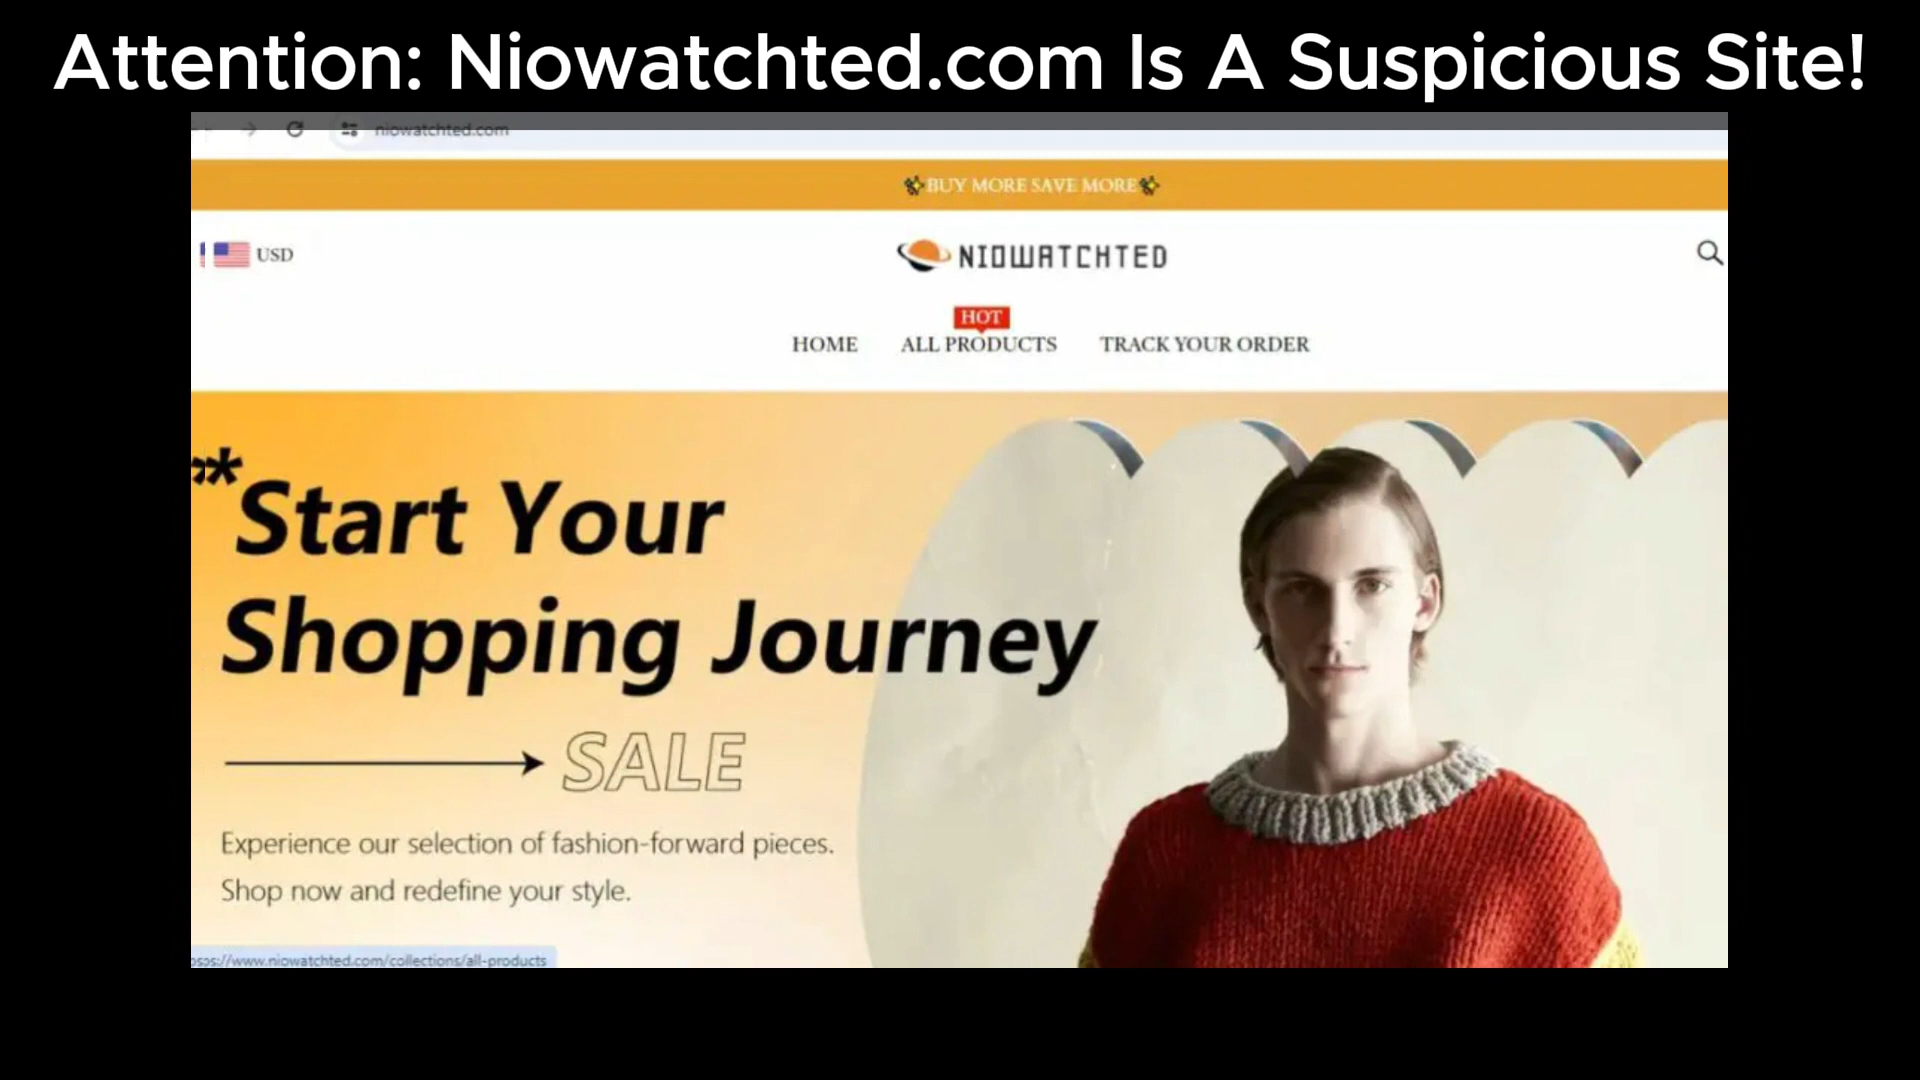 Attention: Niowatchted.com Is A Suspicious Site!
niowatchted.com
BUY MORE SAVE MORE
USD
NIOWATCHTED
HOT
HOME ALL PRODUCTS TRACK YOUR ORDER
*Start Your
Shopping Journey
SALE
Experience our selection of fashion-forward pieces.
Shop now and redefine your style.
://www.niowatchted.com/collections/all-products